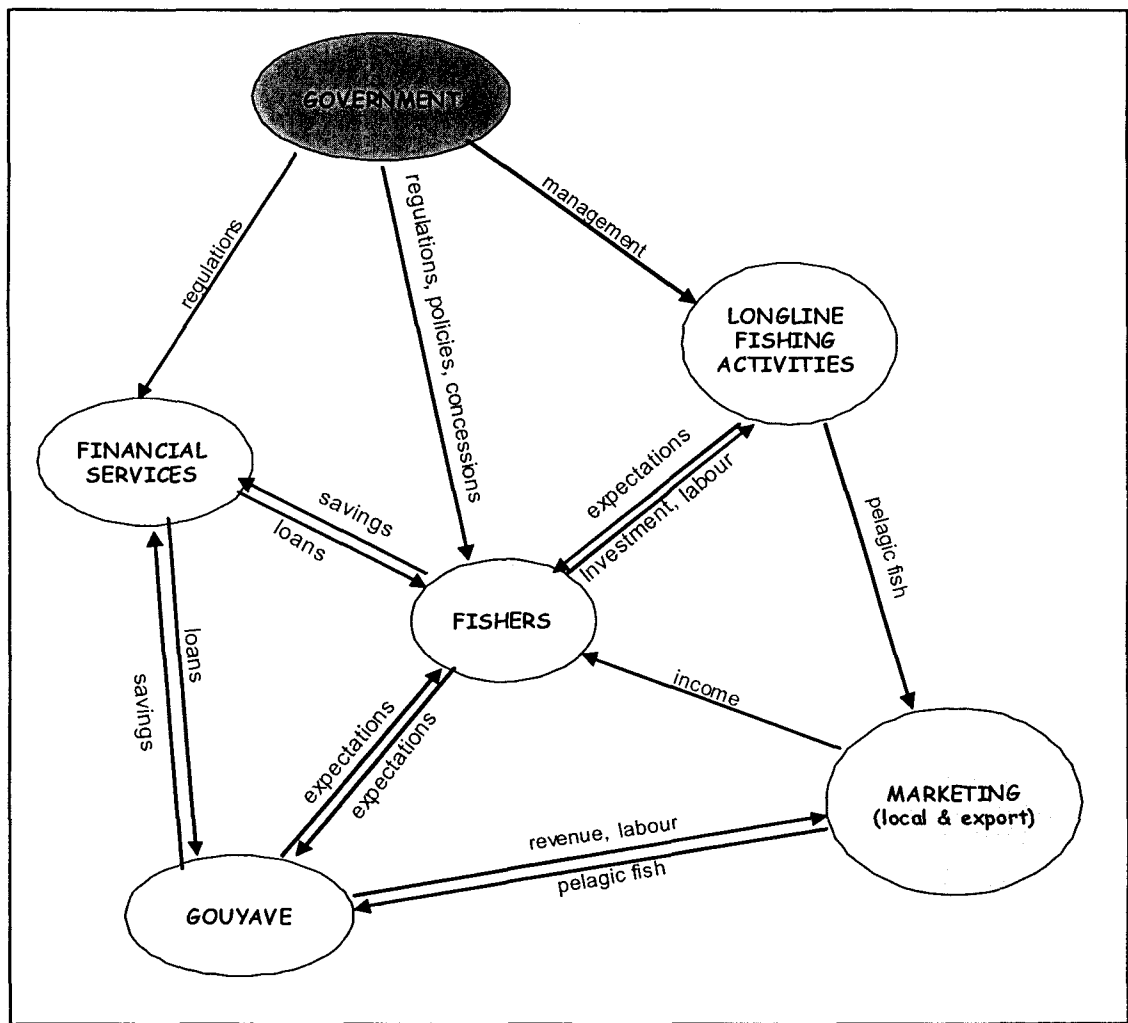 GOVERNMENT
regulations
regulations, policies, concessions
management
LONGLINE
FISHING
ACTIVITIES
FINANCIAL
SERVICES
savings
loans
expectations
Investment, labour
pelagic fish
FISHERS
loans
savings
income
expectations
expectations
MARKETING
(local & export)
revenue, labour
pelagic fish
GOUYAVE